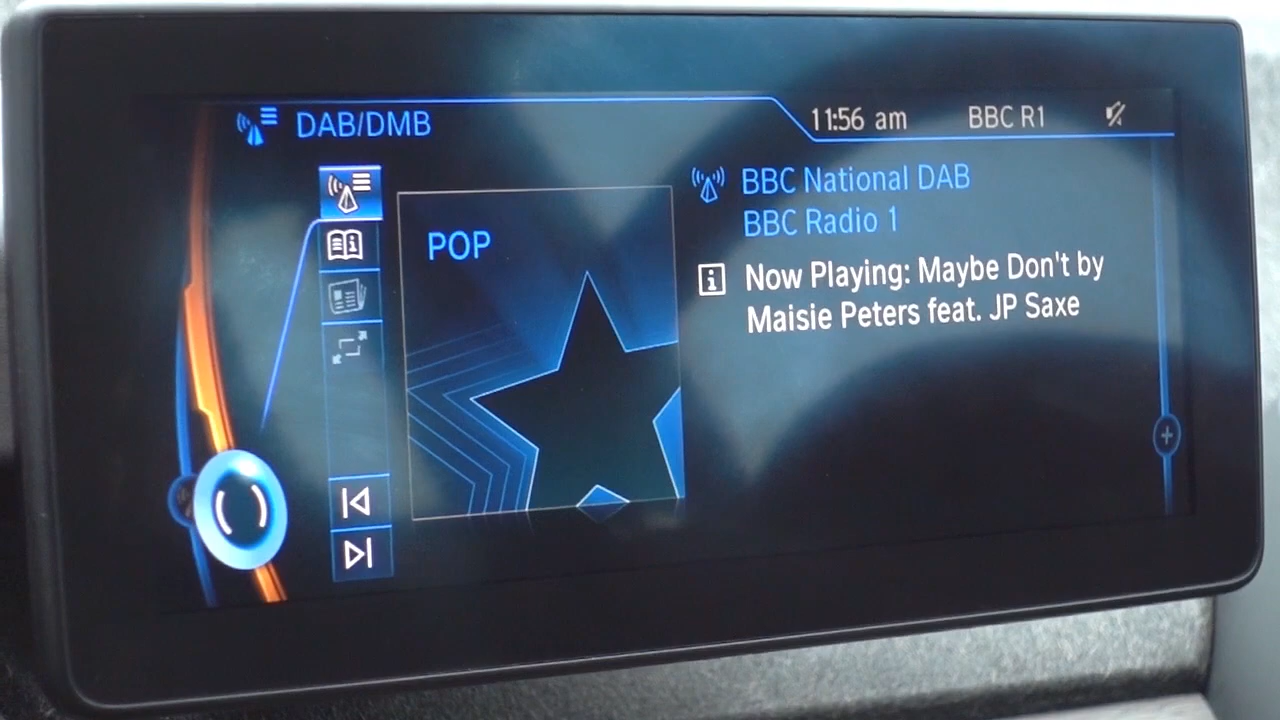 DAB/DMB
11:56 am
BBC R1
POP
BBC National DAB
BBC Radio 1
Now Playing: Maybe Don't by
Maisie Peters feat. JP Saxe